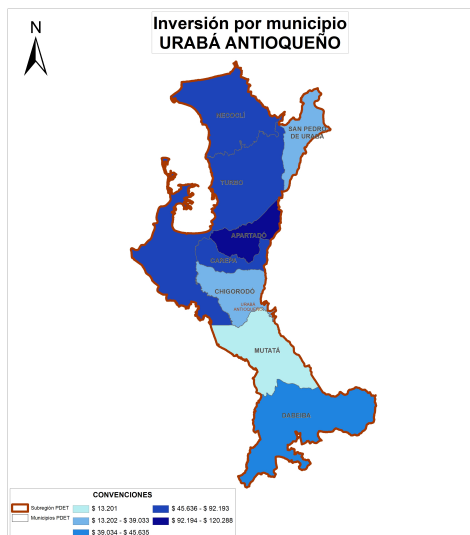 Inversión por municipio
URABÁ ANTIOQUEÑO
N
NECOCLÍ
SAN PEDRO
DE URABÁ
TURBO
APARTADÓ
CAREPA
CHIGORODÓ
URABÁ
ANTIOQUEÑO
MUTATÁ
DABEIBA
CONVENCIONES
Subregión PDET
Municipios PDET
$ 13.201
$ 13.202 - $ 39.033
$ 39.034 - $ 45.635
$ 45.636 - $ 92.193
$ 92.194 - $ 120.288